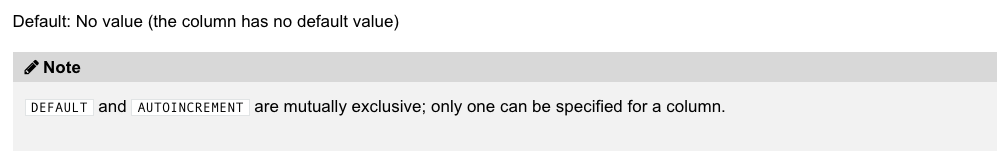 Default: No value (the column has no default value)
Note
DEFAULT and AUTOINCREMENT are mutually exclusive; only one can be specified for a column.